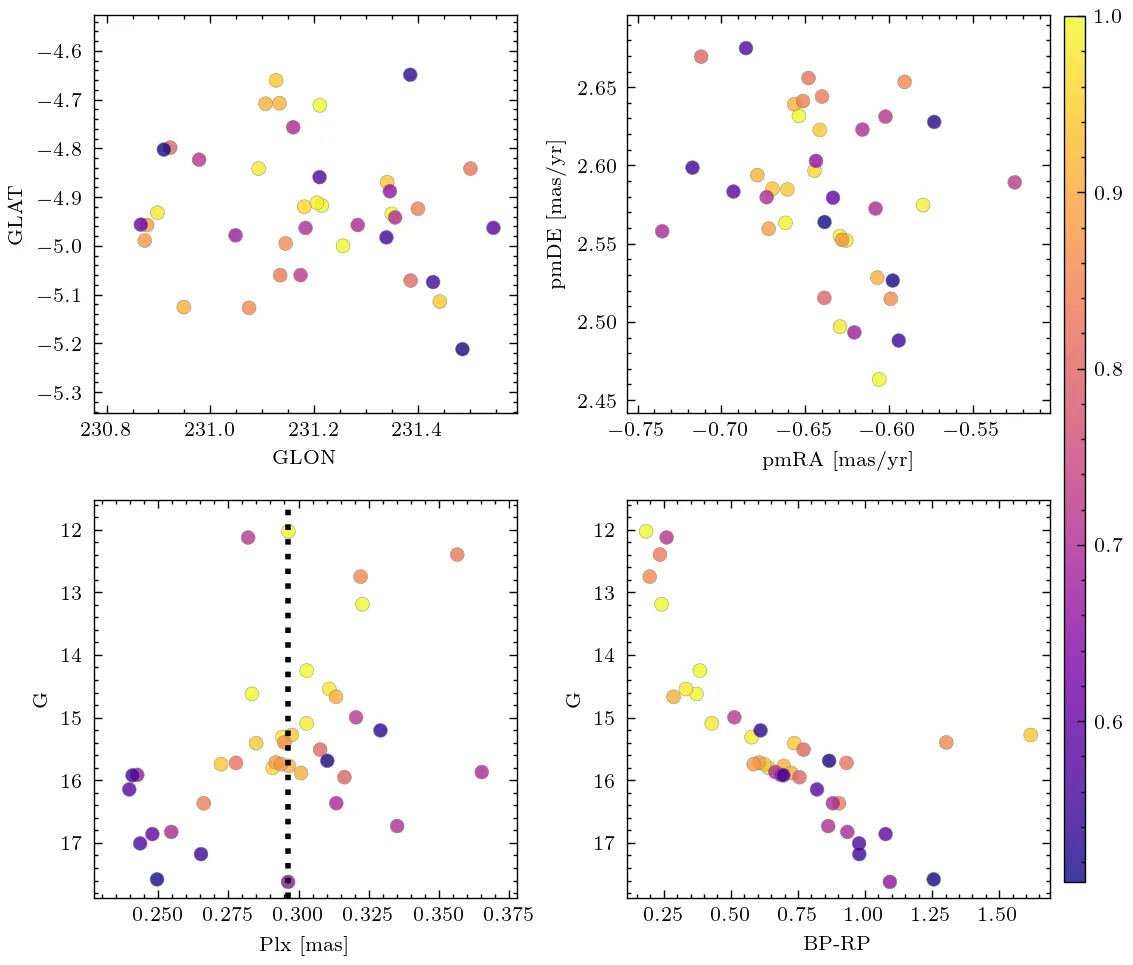 −4.6
−4.7
−4.8
−4.9
−5.0
−5.1
−5.2
−5.3
GLAT
230.8 231.0 231.2 231.4
GLON
2.65
2.60
2.55
2.50
2.45
pmDE [mas/yr]
−0.75 −0.70 −0.65 −0.60 −0.55
pmRA [mas/yr]
1.0
0.9
0.8
0.7
0.6
12
13
14
15
16
17
G
0.250 0.275 0.300 0.325 0.350 0.375
Plx [mas]
12
13
14
15
16
17
G
0.25 0.50 0.75 1.00 1.25 1.50
BP-RP